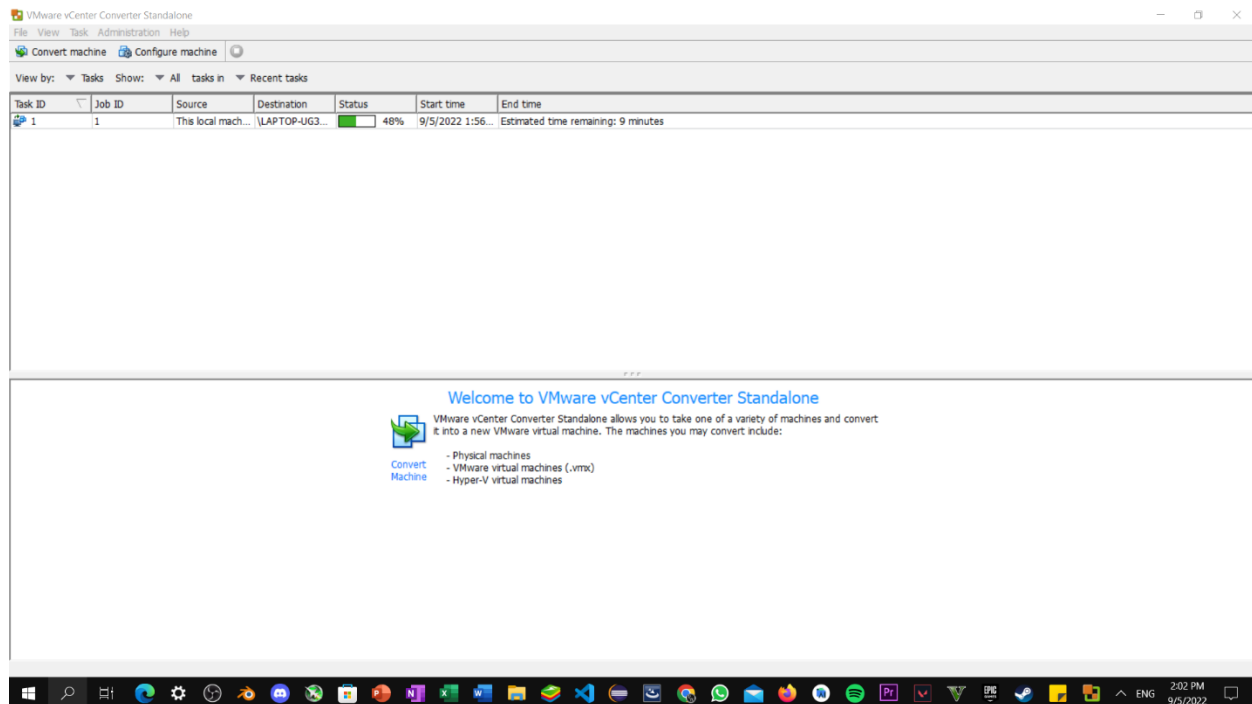 VMware vCenter Converter Standalone
File View Task Administration Help
Convert machine Configure machine
View by: Tasks Show: All tasks in Recent tasks
Task ID Job ID Source Destination Status Start time End time
1 1 This local mach... \LAPTOP-UG3... 48% 9/5/2022 1:56... Estimated time remaining: 9 minutes
Welcome to VMware vCenter Converter Standalone
VMware vCenter Converter Standalone allows you to take one of a variety of machines and convert
it into a new VMware virtual machine. The machines you may convert include:
- Physical machines
- VMware virtual machines (.vmx)
- Hyper-V virtual machines
Convert
Machine
Pr
EPIC
ENG
2:02 PM
9/5/2022